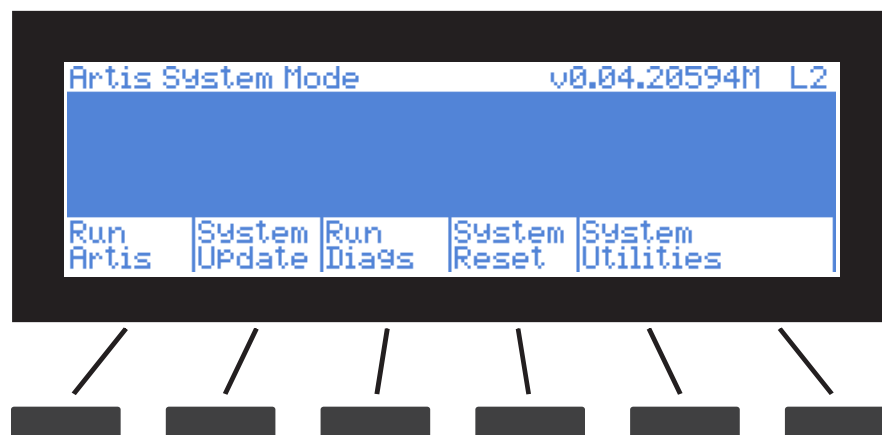 Artis System Mode v0.04.20594M L2
Run System Run System System
Artis Update Diags Reset Utilities